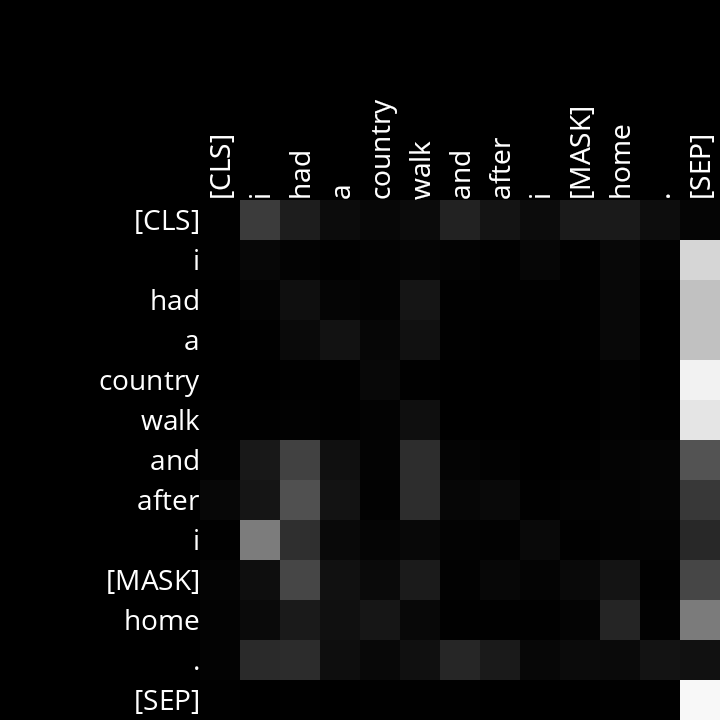 [CLS] i had a country walk and after i [MASK] home . [SEP]
[CLS]
i
had
a
country
walk
and
after
i
[MASK]
home
.
[SEP]